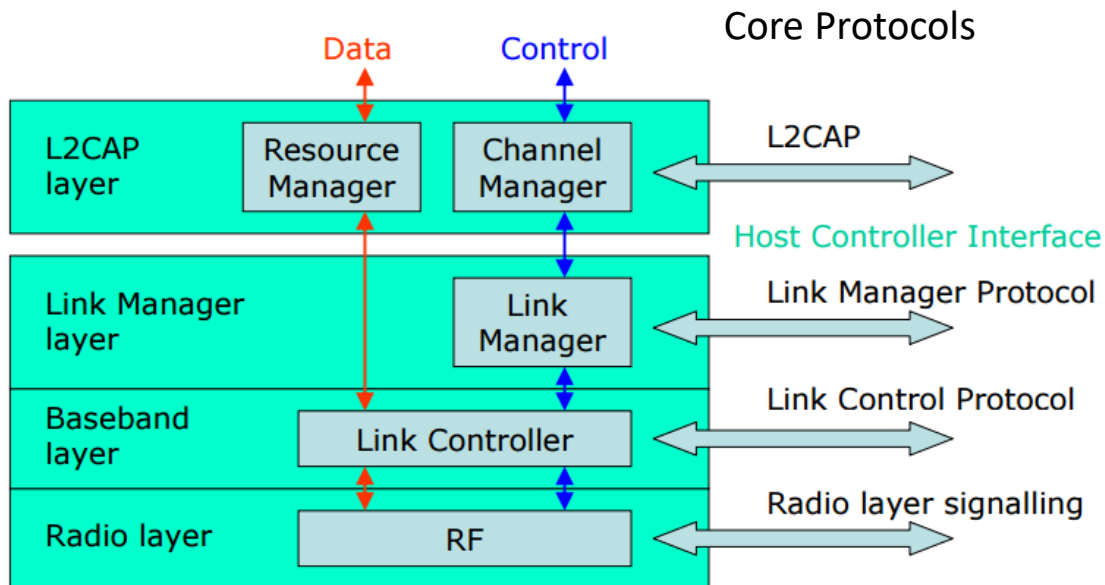 Core Protocols
Data
Control
L2CAP
layer
Resource
Manager
Channel
Manager
L2CAP
Host Controller Interface
Link Manager
layer
Link
Manager
Link Manager Protocol
Baseband
layer
Link Controller
Link Control Protocol
Radio layer
RF
Radio layer signalling